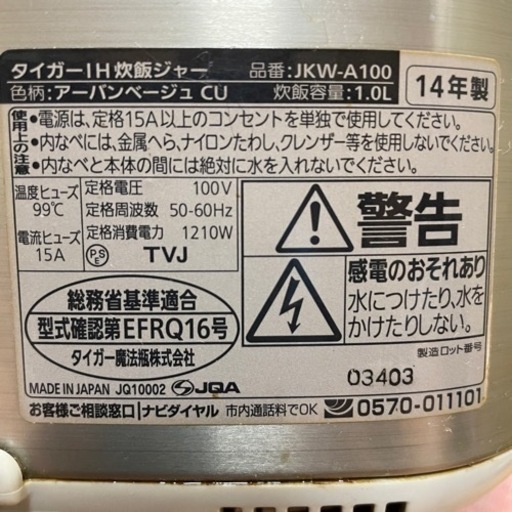 タイガーIH炊飯ジャー 品番:JKW-A100
色柄:アーバンベージュ CU 炊飯容量:1.0L
14年製
使用上の注意
•電源は、定格15A以上のコンセントを単独で使用してください。
•内なべには、金属へら、ナイロンたわし、クレンザー等を使用しないでください。
•内なべと本体の間には絶対に水を入れないでください。
温度ヒューズ
99℃
電流ヒューズ
15A
定格電圧 100V
定格周波数 50-60Hz
定格消費電力 1210W
PSE TVJ
警告
感電のおそれあり
水につけたり、水を
かけたりしない。
総務省基準適合
型式確認第EFRQ16号
タイガー魔法瓶株式会社
製造ロット番号
03403
MADE IN JAPAN JQ10002 JQA
お客様ご相談窓口 ナビダイヤル 市内通話料でOK 0570-011101